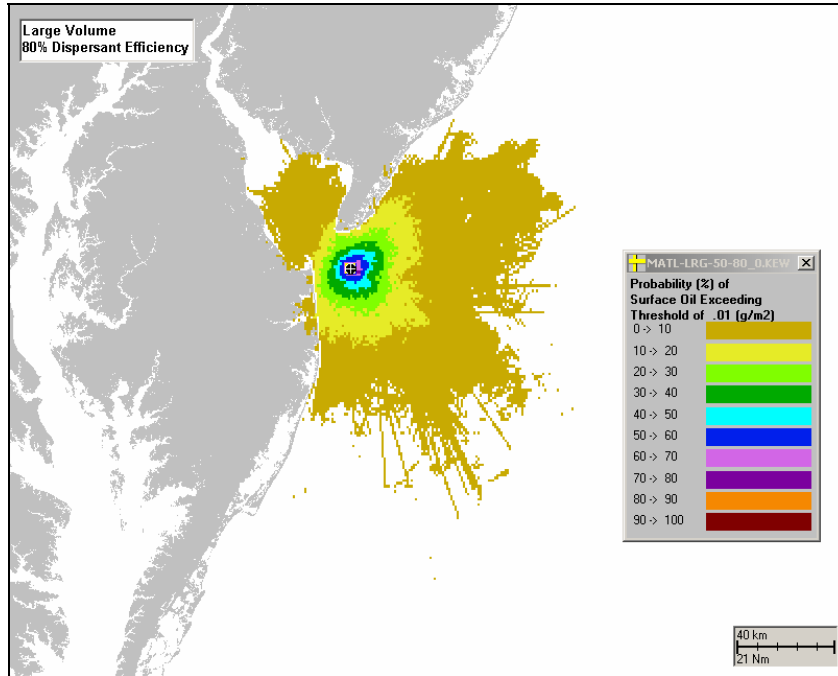 Large Volume
80% Dispersant Efficiency
MATL-LRG-50-80_0.KEW
Probability (%) of
Surface Oil Exceeding
Threshold of .01 (g/m2)
0 -> 10
10 -> 20
20 -> 30
30 -> 40
40 -> 50
50 -> 60
60 -> 70
70 -> 80
80 -> 90
90 -> 100
40 km
21 Nm